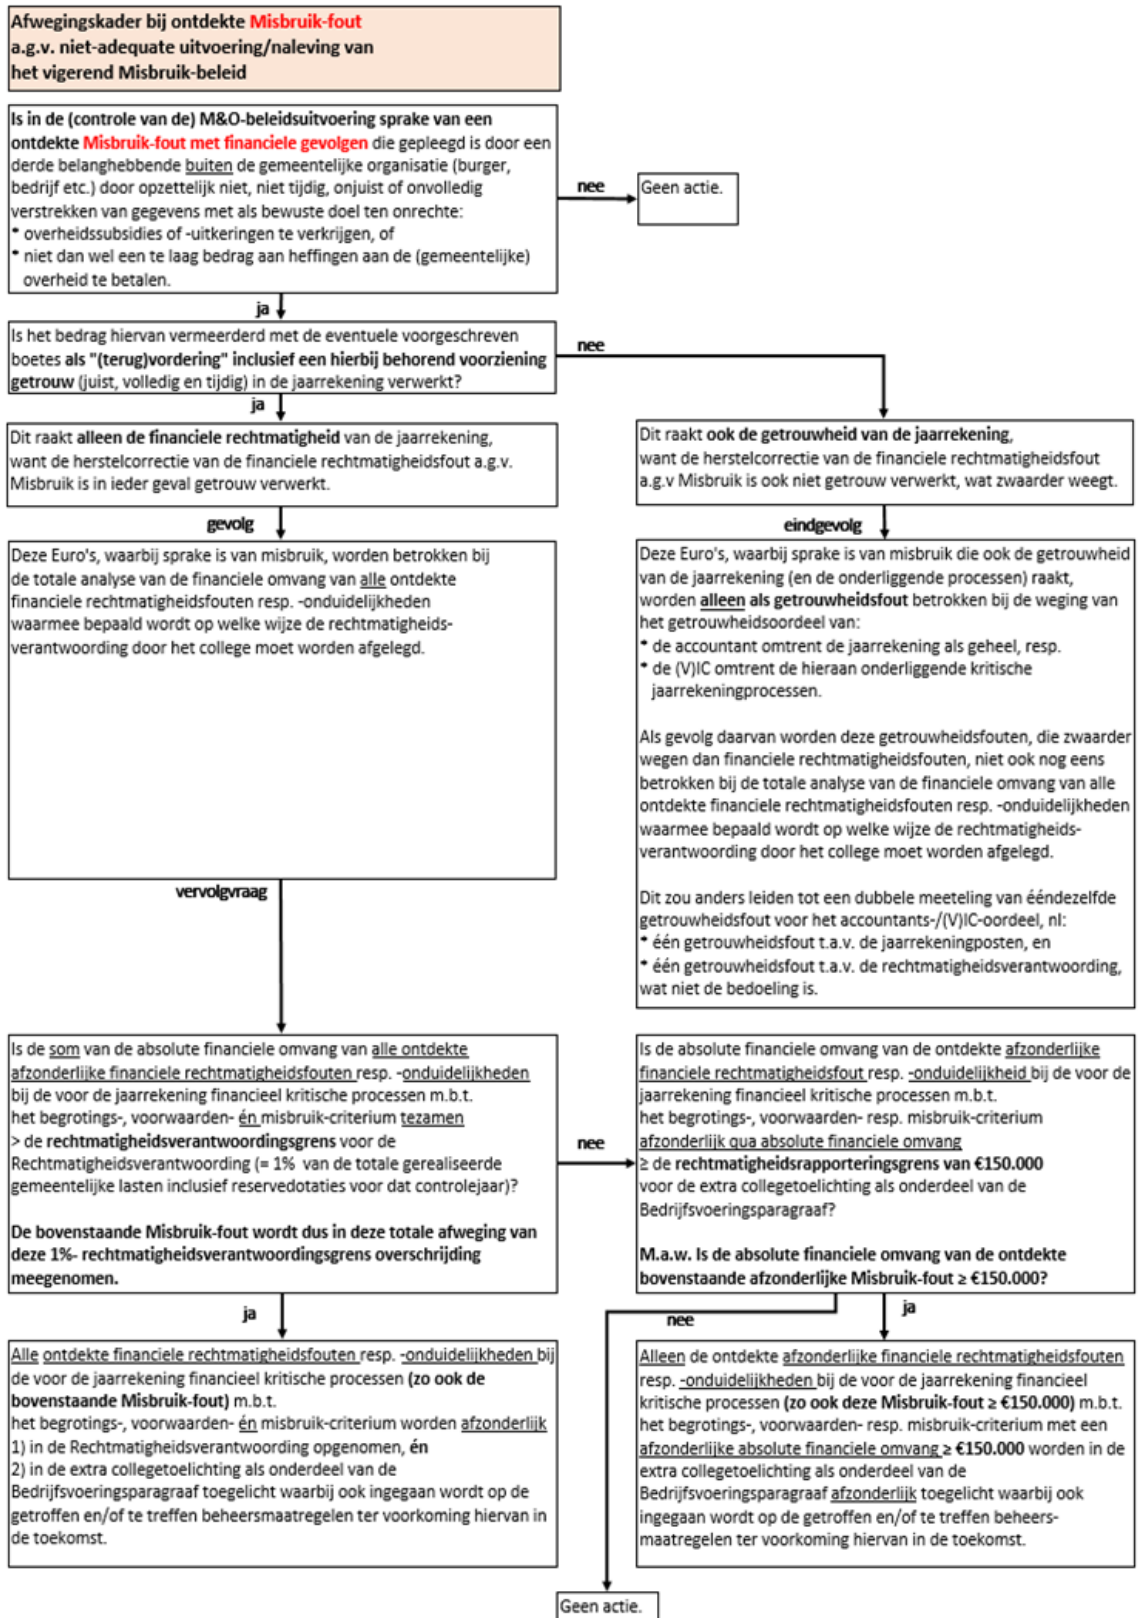 Afwegingskader bij ontdekte Misbruik-fout
a.g.v. niet-adequate uitvoering/naleving van
het vigerend Misbruik-beleid
Is in de (controle van de) M&O-beleidsuitvoering sprake van een
ontdekte Misbruik-fout met financiele gevolgen die gepleegd is door een
derde belanghebbende buiten de gemeentelijke organisatie (burger,
bedrijf etc.) door opzettelijk niet, niet tijdig, onjuist of onvolledig
verstrekken van gegevens met als bewuste doel ten onrechte:
* overheidssubsidies of -uitkeringen te verkrijgen, of
* niet dan wel een te laag bedrag aan heffingen aan de (gemeentelijke)
overheid te betalen.
nee
Geen actie.
ja
Is het bedrag hiervan vermeerderd met de eventuele voorgeschreven
boetes als "(terug)vordering" inclusief een hierbij behorend voorziening
getrouw (juist, volledig en tijdig) in de jaarrekening verwerkt?
nee
ja
Dit raakt alleen de financiele rechtmatigheid van de jaarrekening,
want de herstelcorrectie van de financiele rechtmatigheidsfout a.g.v.
Misbruik is in ieder geval getrouw verwerkt.
Dit raakt ook de getrouwheid van de jaarrekening,
want de herstelcorrectie van de financiele rechtmatigheidsfout
a.g.v Misbruik is ook niet getrouw verwerkt, wat zwaarder weegt.
gevolg
eindgevolg
Deze Euro's, waarbij sprake is van misbruik, worden betrokken bij
de totale analyse van de financiele omvang van alle ontdekte
financiele rechtmatigheidsfouten resp. -onduidelijkheden
waarmee bepaald wordt op welke wijze de rechtmatigheids-
verantwoording door het college moet worden afgelegd.
Deze Euro's, waarbij sprake is van misbruik die ook de getrouwheid
van de jaarrekening (en de onderliggende processen) raakt,
worden alleen als getrouwheidsfout betrokken bij de weging van
het getrouwheidsoordeel van:
* de accountant omtrent de jaarrekening als geheel, resp.
* de (V)IC omtrent de hieraan onderliggende kritische
jaarrekeningprocessen.
Als gevolg daarvan worden deze getrouwheidsfouten, die zwaarder
wegen dan financiele rechtmatigheidsfouten, niet ook nog eens
betrokken bij de totale analyse van de financiele omvang van alle
ontdekte financiele rechtmatigheidsfouten resp. -onduidelijkheden
waarmee bepaald wordt op welke wijze de rechtmatigheids-
verantwoording door het college moet worden afgelegd.
Dit zou anders leiden tot een dubbele meeteling van ééndezelfde
getrouwheidsfout voor het accountants-/(V)IC-oordeel, nl:
* één getrouwheidsfout t.a.v. de jaarrekeningposten, en
* één getrouwheidsfout t.a.v. de rechtmatigheidsverantwoording,
wat niet de bedoeling is.
vervolgvraag
Is de som van de absolute financiele omvang van alle ontdekte
afzonderlijke financiele rechtmatigheidsfouten resp. -onduidelijkheden
bij de voor de jaarrekening financieel kritische processen m.b.t.
het begrotings-, voorwaarden- én misbruik-criterium tezamen
> de rechtmatigheidsverantwoordingsgrens voor de
Rechtmatigheidsverantwoording (= 1% van de totale gerealiseerde
gemeentelijke lasten inclusief reservedotaties voor dat controlejaar)?
De bovenstaande Misbruik-fout wordt dus in deze totale afweging van
deze 1%- rechtmatigheidsverantwoordingsgrens overschrijding
meegenomen.
nee
Is de absolute financiele omvang van de ontdekte afzonderlijke
financiele rechtmatigheidsfout resp. -onduidelijkheid bij de voor de
jaarrekening financieel kritische processen m.b.t.
het begrotings-, voorwaarden- resp. misbruik-criterium
afzonderlijk qua absolute financiele omvang
≥ de rechtmatigheidsrapporteringsgrens van €150.000
voor de extra collegetoelichting als onderdeel van de
Bedrijfsvoeringsparagraaf?
M.a.w. Is de absolute financiele omvang van de ontdekte
bovenstaande afzonderlijke Misbruik-fout ≥ €150.000?
ja
nee
ja
Alle ontdekte financiele rechtmatigheidsfouten resp. -onduidelijkheden bij
de voor de jaarrekening financieel kritische processen (zo ook de
bovenstaande Misbruik-fout) m.b.t.
het begrotings-, voorwaarden- én misbruik-criterium worden afzonderlijk
1) in de Rechtmatigheidsverantwoording opgenomen, én
2) in de extra collegetoelichting als onderdeel van de
Bedrijfsvoeringsparagraaf toegelicht waarbij ook ingegaan wordt op de
getroffen en/of te treffen beheersmaatregelen ter voorkoming hiervan in
de toekomst.
Alleen de ontdekte afzonderlijke financiele rechtmatigheidsfouten
resp. -onduidelijkheden bij de voor de jaarrekening financieel
kritische processen (zo ook deze Misbruik-fout ≥ €150.000) m.b.t.
het begrotings-, voorwaarden- resp. misbruik-criterium met een
afzonderlijke absolute financiele omvang ≥ €150.000 worden in de
extra collegetoelichting als onderdeel van de
Bedrijfsvoeringsparagraaf afzonderlijk toegelicht waarbij ook
ingegaan wordt op de getroffen en/of te treffen beheers-
maatregelen ter voorkoming hiervan in de toekomst.
Geen actie.